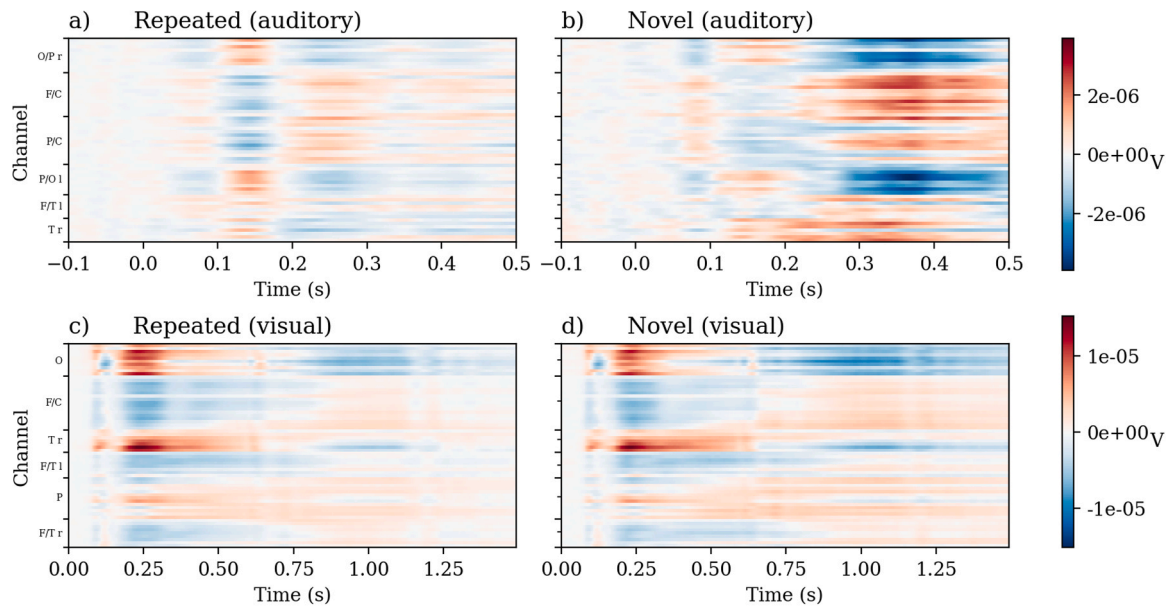 a) Repeated (auditory)
b) Novel (auditory)
Channel
O/P r
F/C
P/C
P/O l
F/T l
T r
−0.1 0.0 0.1 0.2 0.3 0.4 0.5
Time (s)
−0.1 0.0 0.1 0.2 0.3 0.4 0.5
Time (s)
2e-06
0e+00
-2e-06
V
c) Repeated (visual)
d) Novel (visual)
Channel
O
F/C
T r
F/T l
P
F/T r
0.00 0.25 0.50 0.75 1.00 1.25
Time (s)
0.00 0.25 0.50 0.75 1.00 1.25
Time (s)
1e-05
0e+00
-1e-05
V